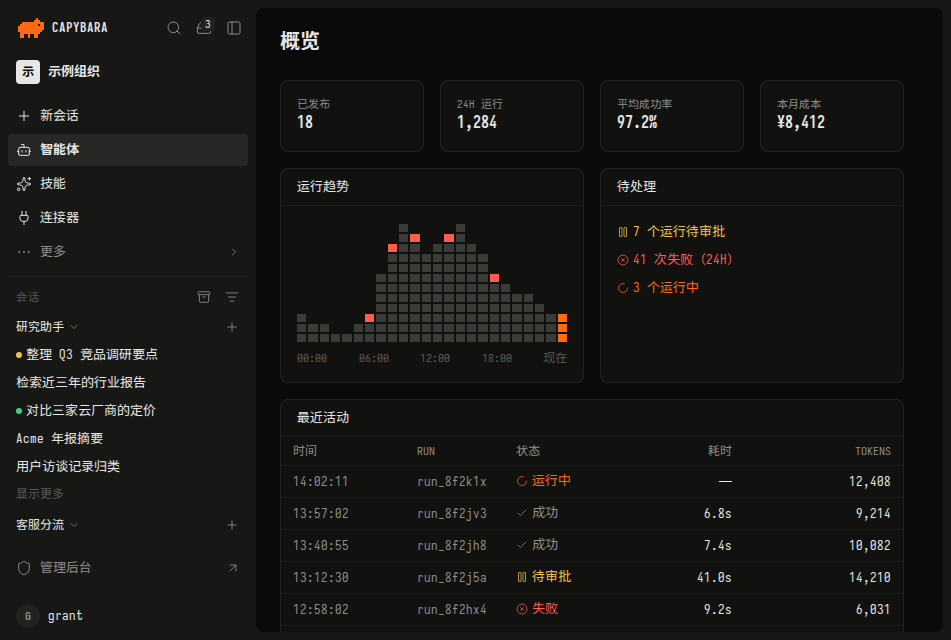 CAPYBARA
3
示 示例组织
新会话
智能体
技能
连接器
更多
会话
研究助手
整理 Q3 竞品调研要点
检索近三年的行业报告
对比三家云厂商的定价
Acme 年报摘要
用户访谈记录归类
显示更多
客服分流
管理后台
G grant
概览
已发布
18
24H 运行
1,284
平均成功率
97.2%
本月成本
¥8,412
运行趋势
00:00 06:00 12:00 18:00 现在
待处理
7 个运行待审批
41 次失败 (24H)
3 个运行中
最近活动
时间 RUN 状态 耗时 TOKENS
14:02:11 run_8f2k1x 运行中 — 12,408
13:57:02 run_8f2jv3 成功 6.8s 9,214
13:40:55 run_8f2jh8 成功 7.4s 10,082
13:12:30 run_8f2j5a 待审批 41.0s 14,210
12:58:02 run_8f2hx4 失败 9.2s 6,031